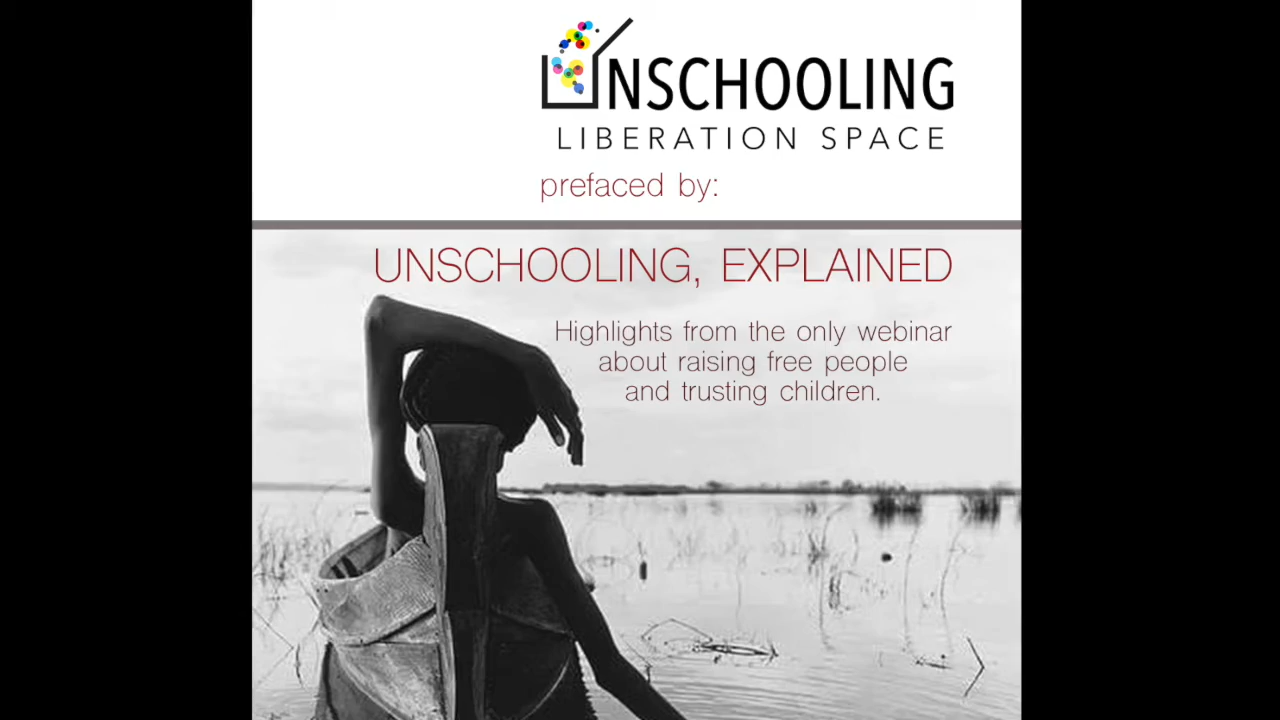 UNSCHOOLING
LIBERATION SPACE
prefaced by:
UNSCHOOLING, EXPLAINED
Highlights from the only webinar
about raising free people
and trusting children.